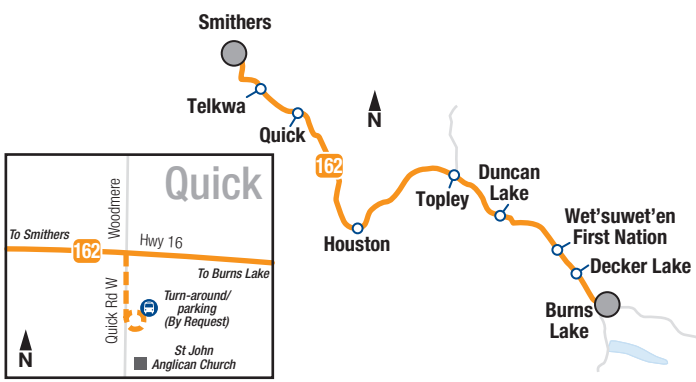 Smithers
Telkwa
Quick
N
162
Houston
Topley
Duncan
Lake
Wet'suwet'en
First Nation
Decker Lake
Burns
Lake
Quick
Woodmere
To Smithers
162
Hwy 16
To Burns Lake
Quick Rd W
Turn-around/
parking
(By Request)
N
St John
Anglican Church